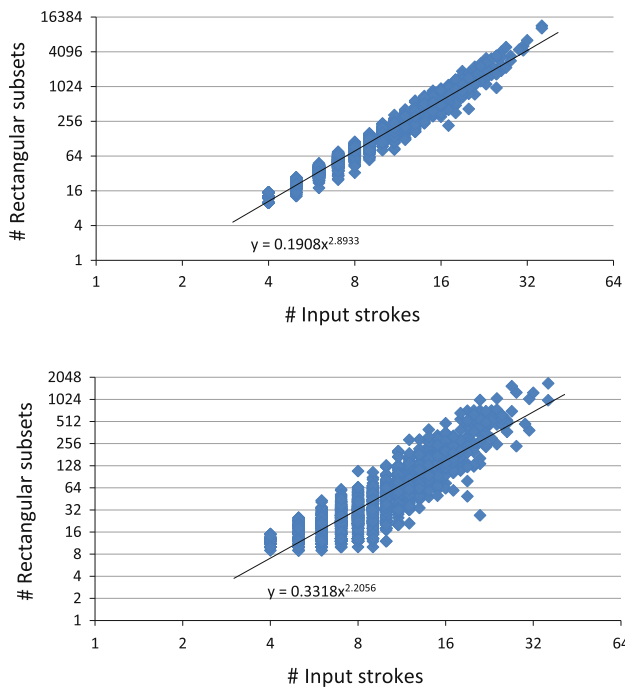 16384
4096
1024
256
64
16
4
1
# Rectangular subsets
y = 0.1908x^2.8933
1 2 4 8 16 32 64
# Input strokes
2048
1024
512
256
128
64
32
16
8
4
2
1
# Rectangular subsets
y = 0.3318x^2.2056
1 2 4 8 16 32 64
# Input strokes